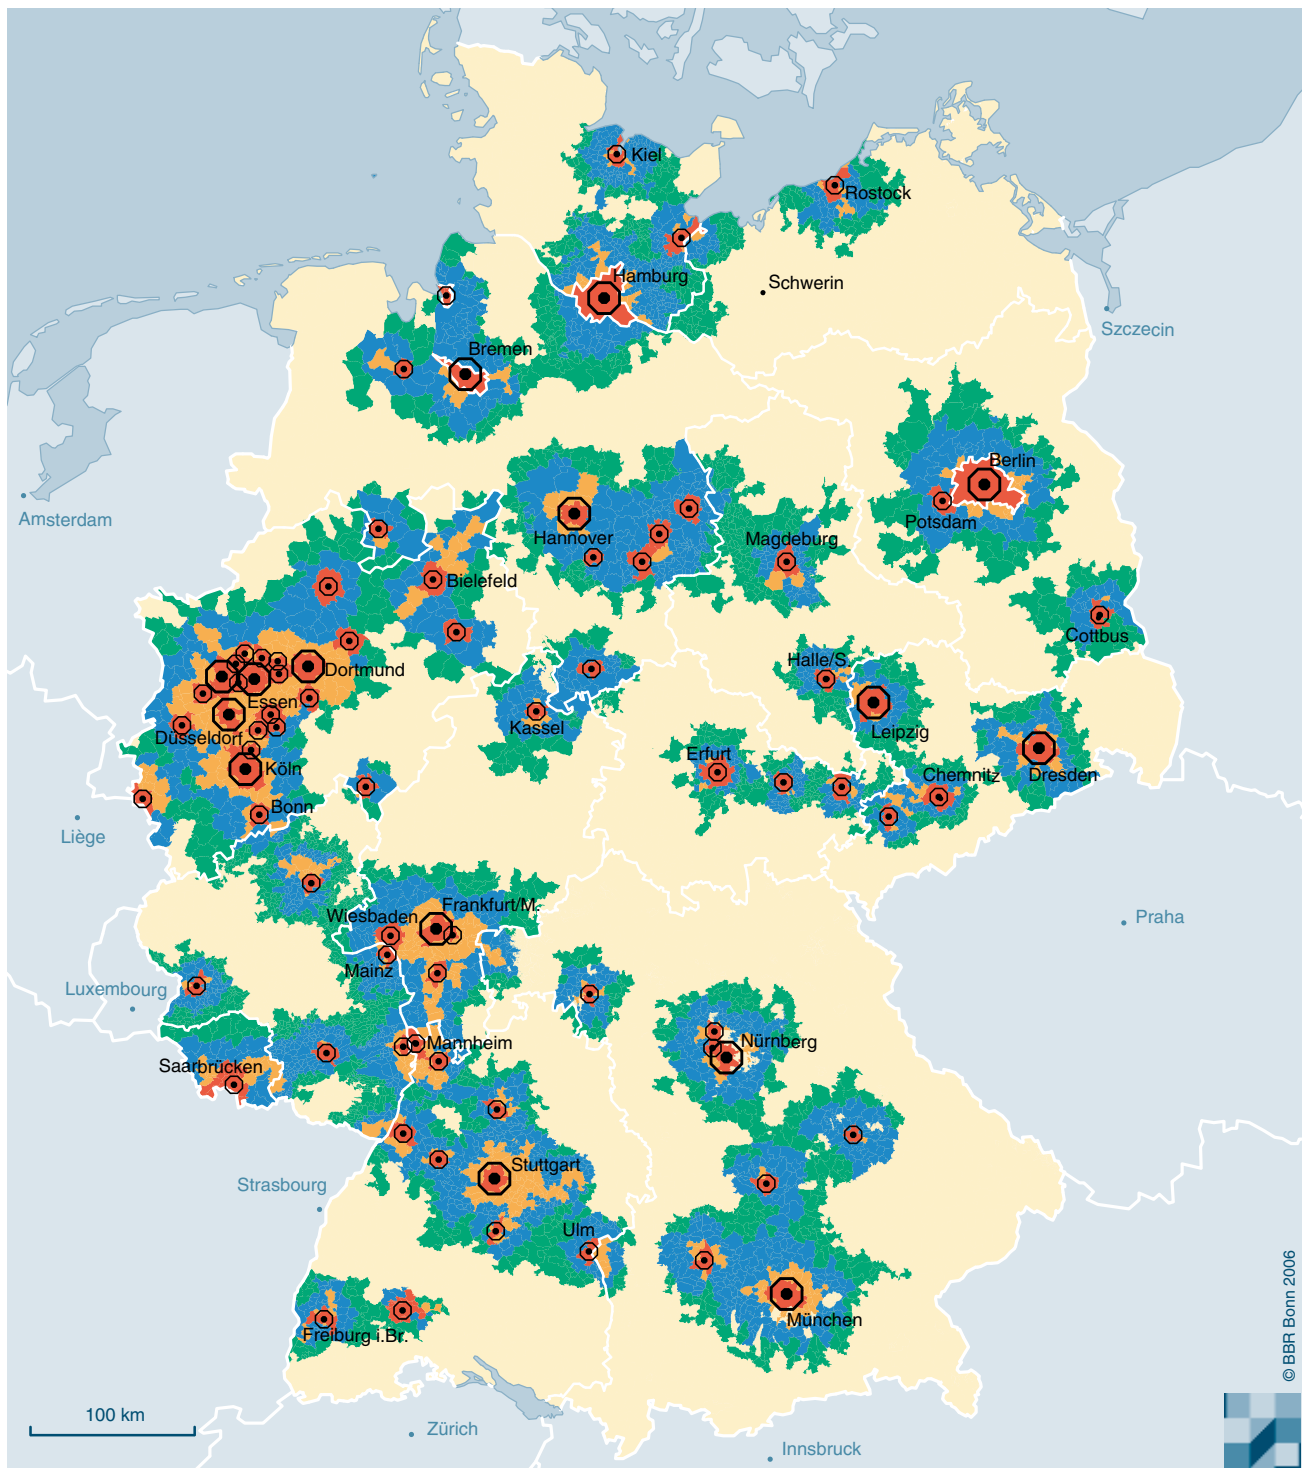 Kiel
Rostock
Hamburg
Schwerin
Szczecin
Bremen
Berlin
Potsdam
Amsterdam
Hannover
Magdeburg
Bielefeld
Cottbus
Dortmund
Halle/S.
Essen
Kassel
Düsseldorf
Leipzig
Erfurt
Köln
Chemnitz
Dresden
Bonn
Liège
Frankfurt/M.
Wiesbaden
Praha
Mainz
Luxembourg
Mannheim
Nürnberg
Saarbrücken
Stuttgart
Strasbourg
Ulm
München
Freiburg i.Br.
100 km
Zürich
Innsbruck
© BBR Bonn 2006